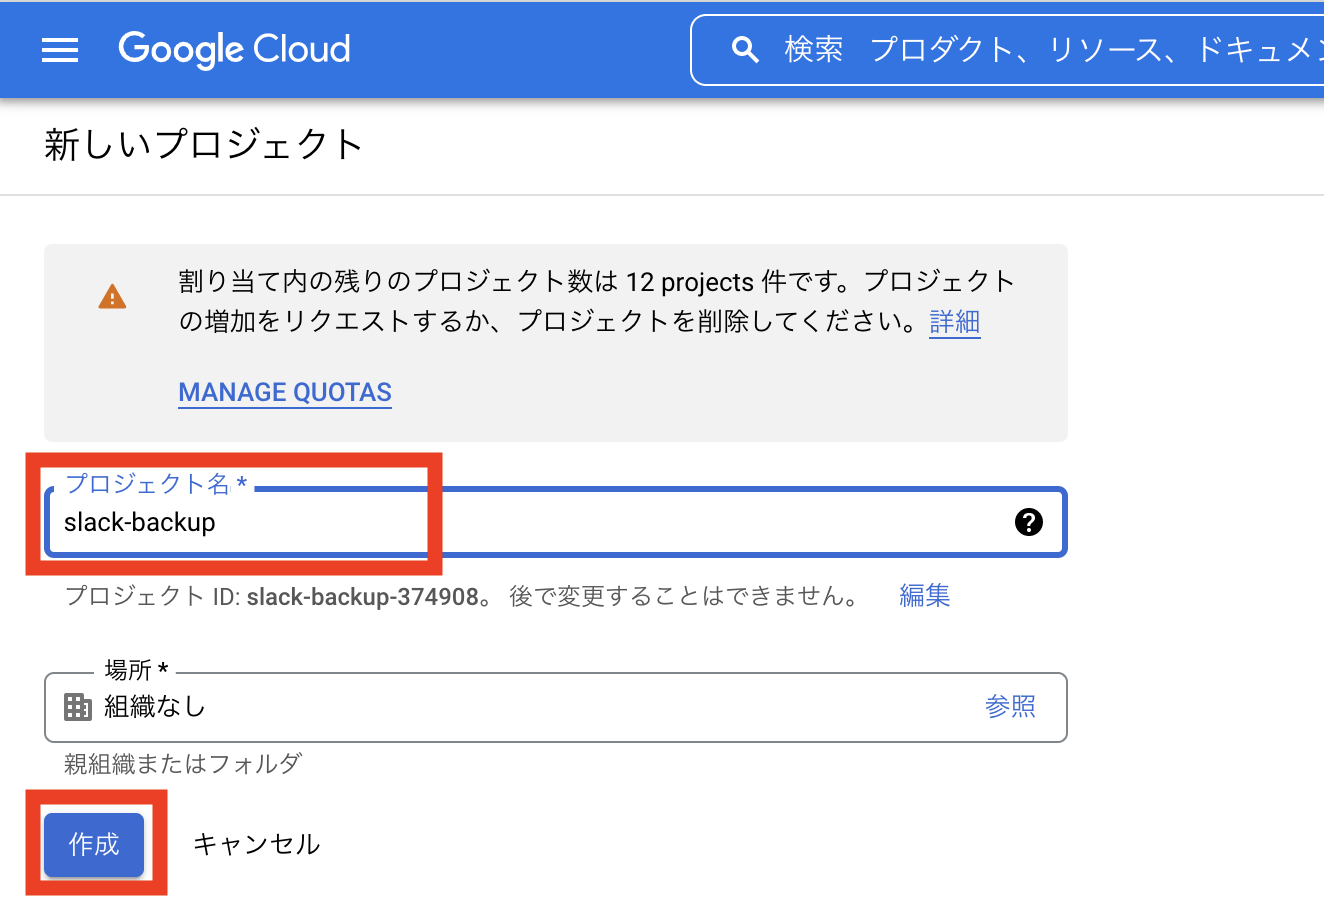 Google Cloud
検索 プロダクト、リソース、ドキュメン
新しいプロジェクト
割り当て内の残りのプロジェクト数は 12 projects 件です。プロジェクト
の増加をリクエストするか、プロジェクトを削除してください。詳細
MANAGE QUOTAS
プロジェクト名 *
slack-backup
プロジェクト ID: slack-backup-374908。 後で変更することはできません。 編集
場所 *
組織なし 参照
親組織またはフォルダ
作成 キャンセル